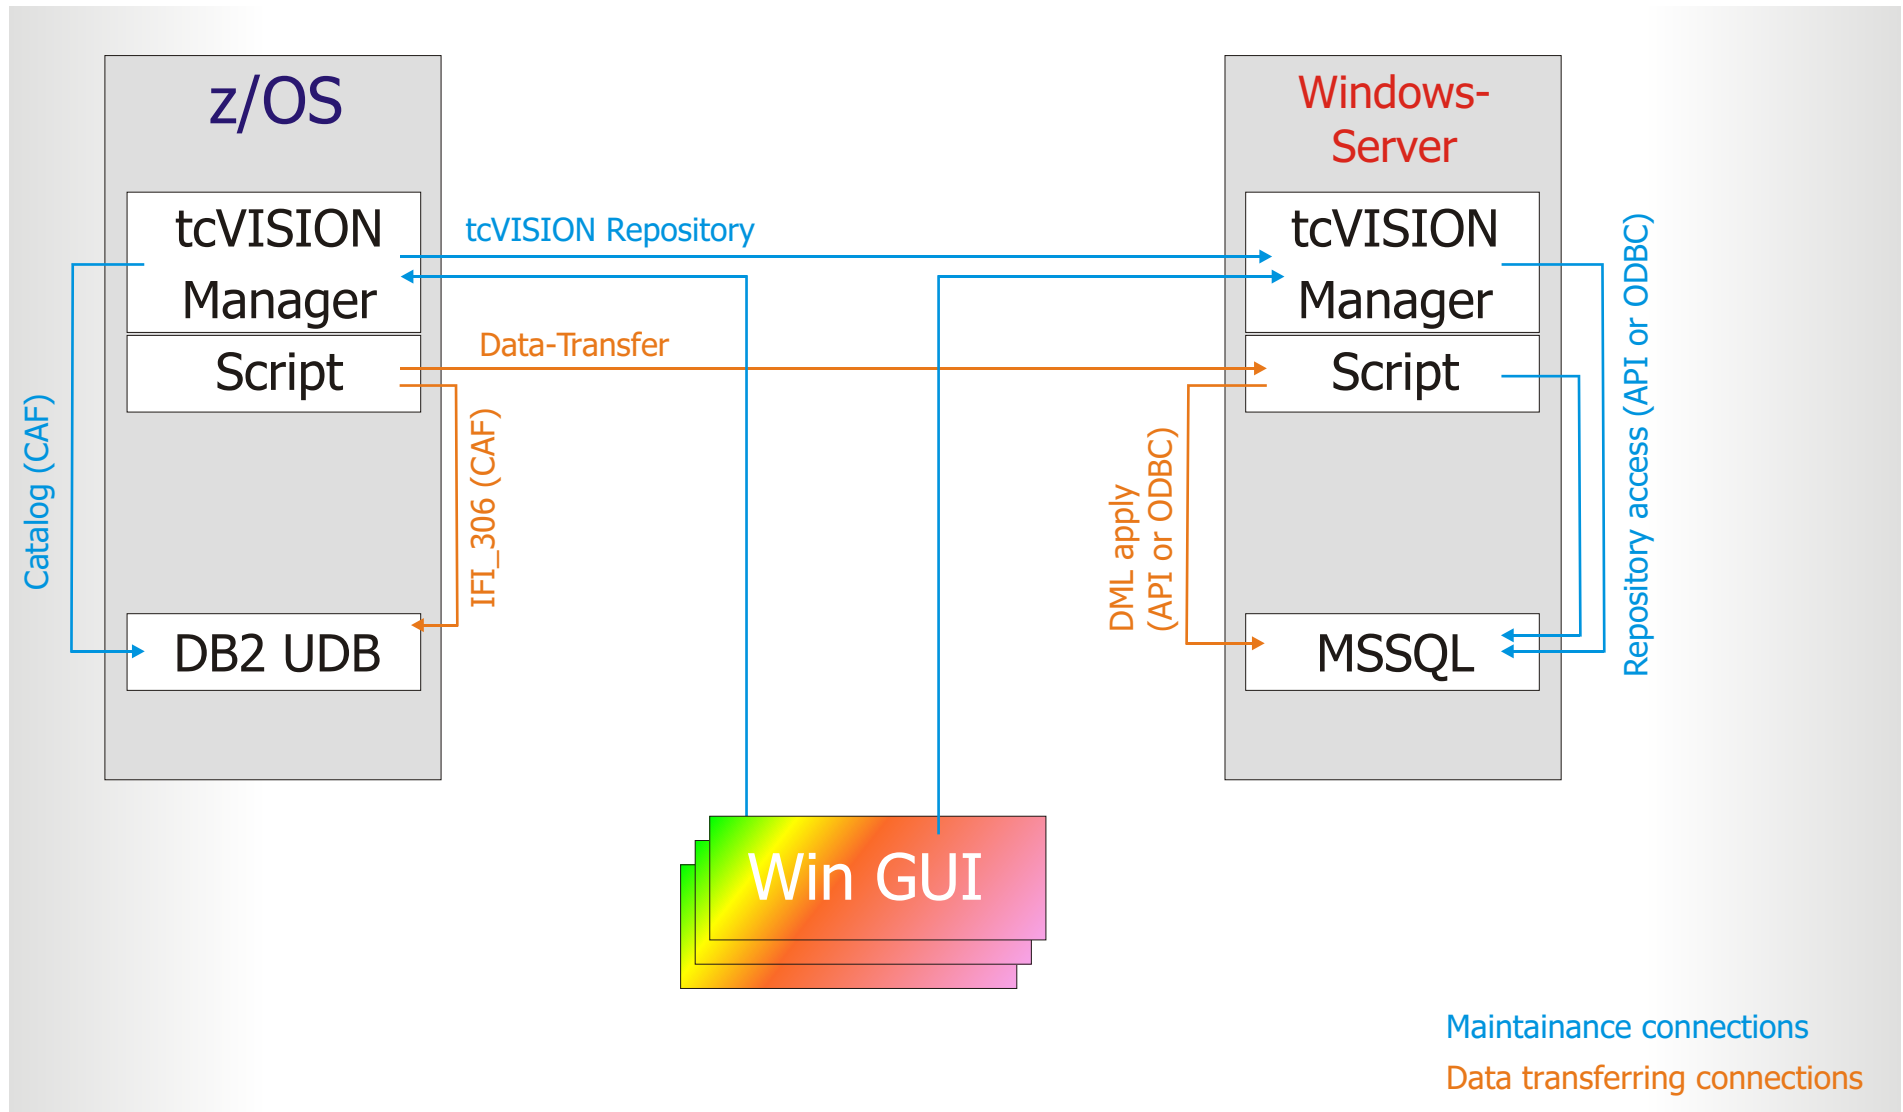 z/OS
Windows-
Server
tcVISION
Manager
Script
tcVISION Repository
Data-Transfer
tcVISION
Manager
Script
Catalog (CAF)
IFI_306 (CAF)
DML apply
(API or ODBC)
Repository access (API or ODBC)
DB2 UDB
MSSQL
Win GUI
Maintainance connections
Data transferring connections